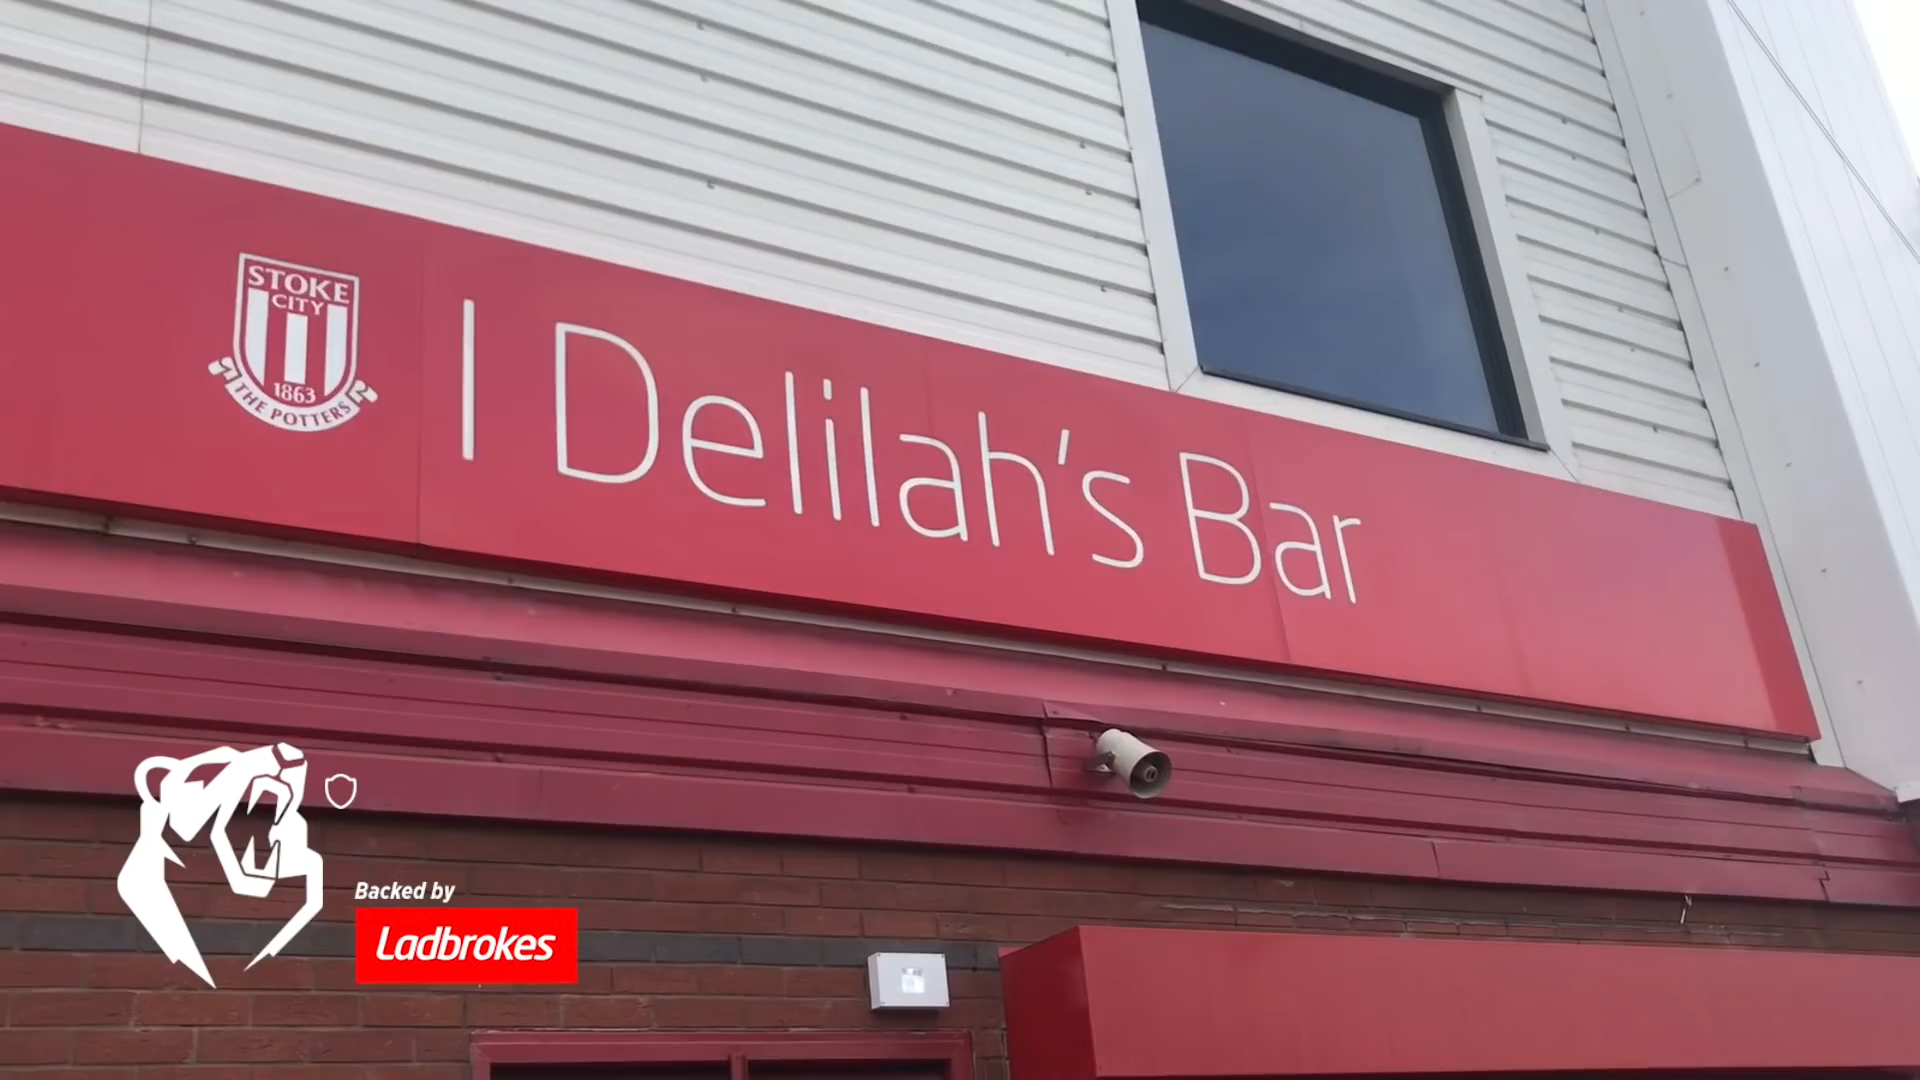 STOKE
CITY
1863
THE POTTERS
Delilah's Bar
Backed by
Ladbrokes